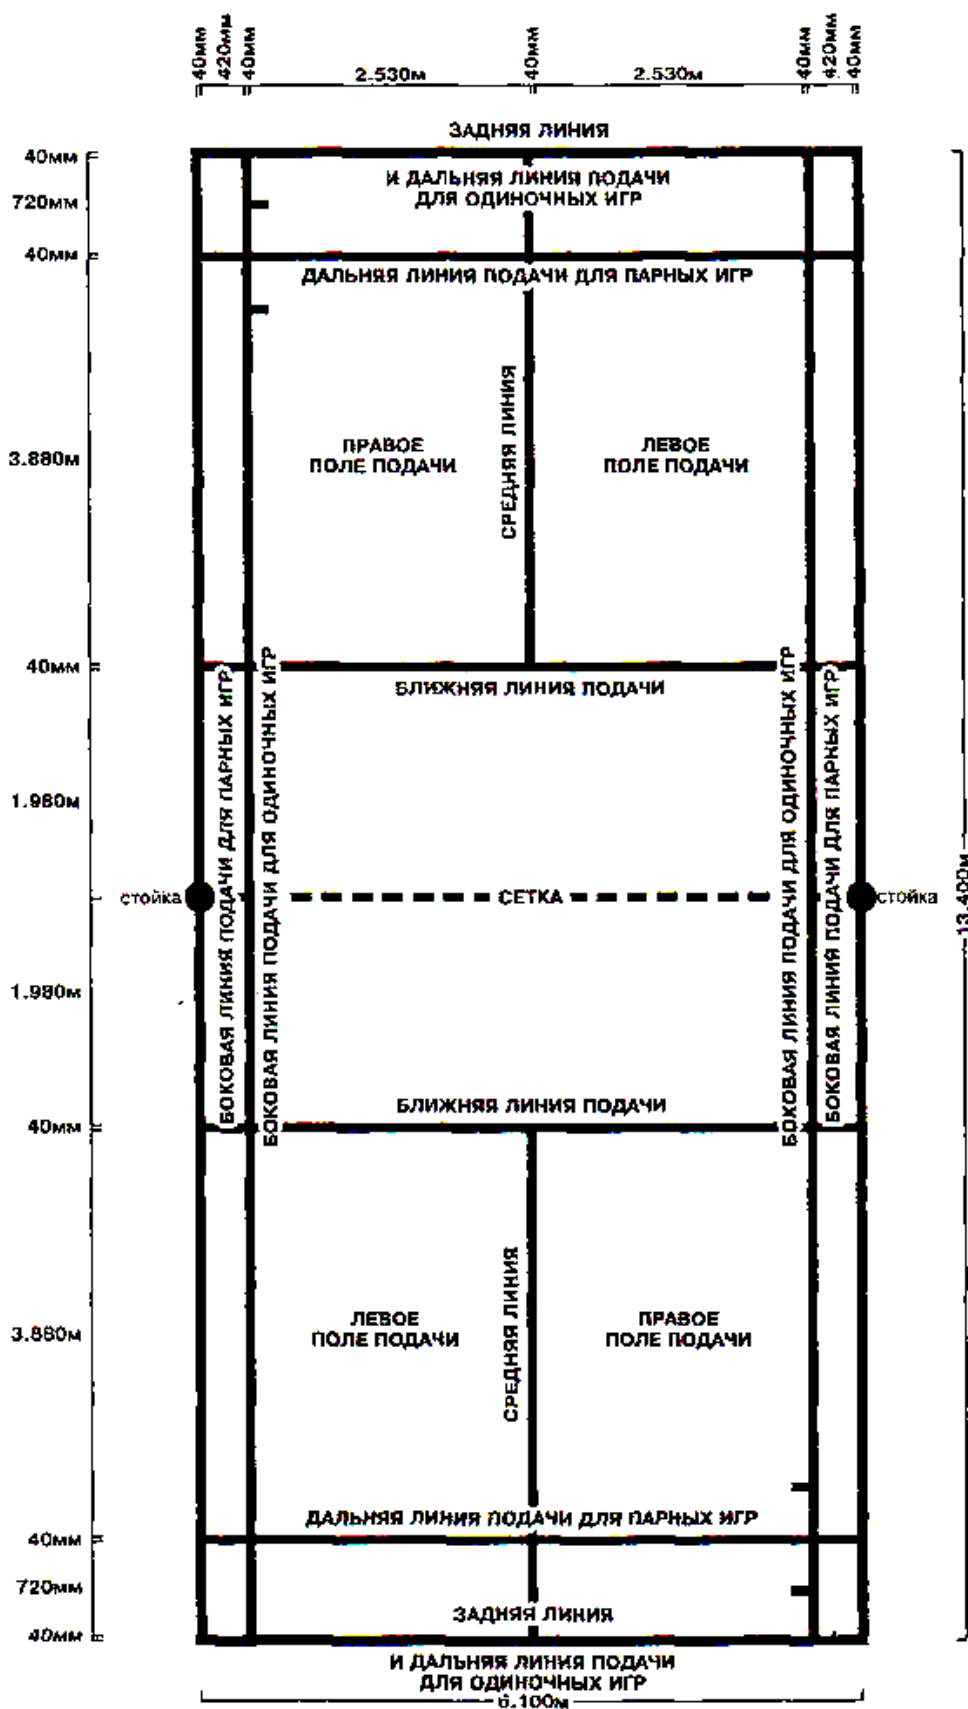 40мм
420мм
40мм
2.530м
40мм
2.530м
40мм
420мм
40мм
ЗАДНЯЯ ЛИНИЯ
40мм
И ДАЛЬНЯЯ ЛИНИЯ ПОДАЧИ
ДЛЯ ОДИНОЧНЫХ ИГР
720мм
40мм
ДАЛЬНЯЯ ЛИНИЯ ПОДАЧИ ДЛЯ ПАРНЫХ ИГР
СРЕДНЯЯ ЛИНИЯ
ПРАВОЕ
ПОЛЕ ПОДАЧИ
ЛЕВОЕ
ПОЛЕ ПОДАЧИ
3.880м
40мм
БЛИЖНЯЯ ЛИНИЯ ПОДАЧИ
БОКОВАЯ ЛИНИЯ ПОДАЧИ ДЛЯ ПАРНЫХ ИГР
БОКОВАЯ ЛИНИЯ ПОДАЧИ ДЛЯ ОДИНОЧНЫХ ИГР
БОКОВАЯ ЛИНИЯ ПОДАЧИ ДЛЯ ОДИНОЧНЫХ ИГР
БОКОВАЯ ЛИНИЯ ПОДАЧИ ДЛЯ ПАРНЫХ ИГР
1.980м
стойка
СЕТКА
стойка
13.400м
1.980м
40мм
БЛИЖНЯЯ ЛИНИЯ ПОДАЧИ
СРЕДНЯЯ ЛИНИЯ
ЛЕВОЕ
ПОЛЕ ПОДАЧИ
ПРАВОЕ
ПОЛЕ ПОДАЧИ
3.880м
ДАЛЬНЯЯ ЛИНИЯ ПОДАЧИ ДЛЯ ПАРНЫХ ИГР
40мм
720мм
ЗАДНЯЯ ЛИНИЯ
40мм
И ДАЛЬНЯЯ ЛИНИЯ ПОДАЧИ
ДЛЯ ОДИНОЧНЫХ ИГР
6.100м